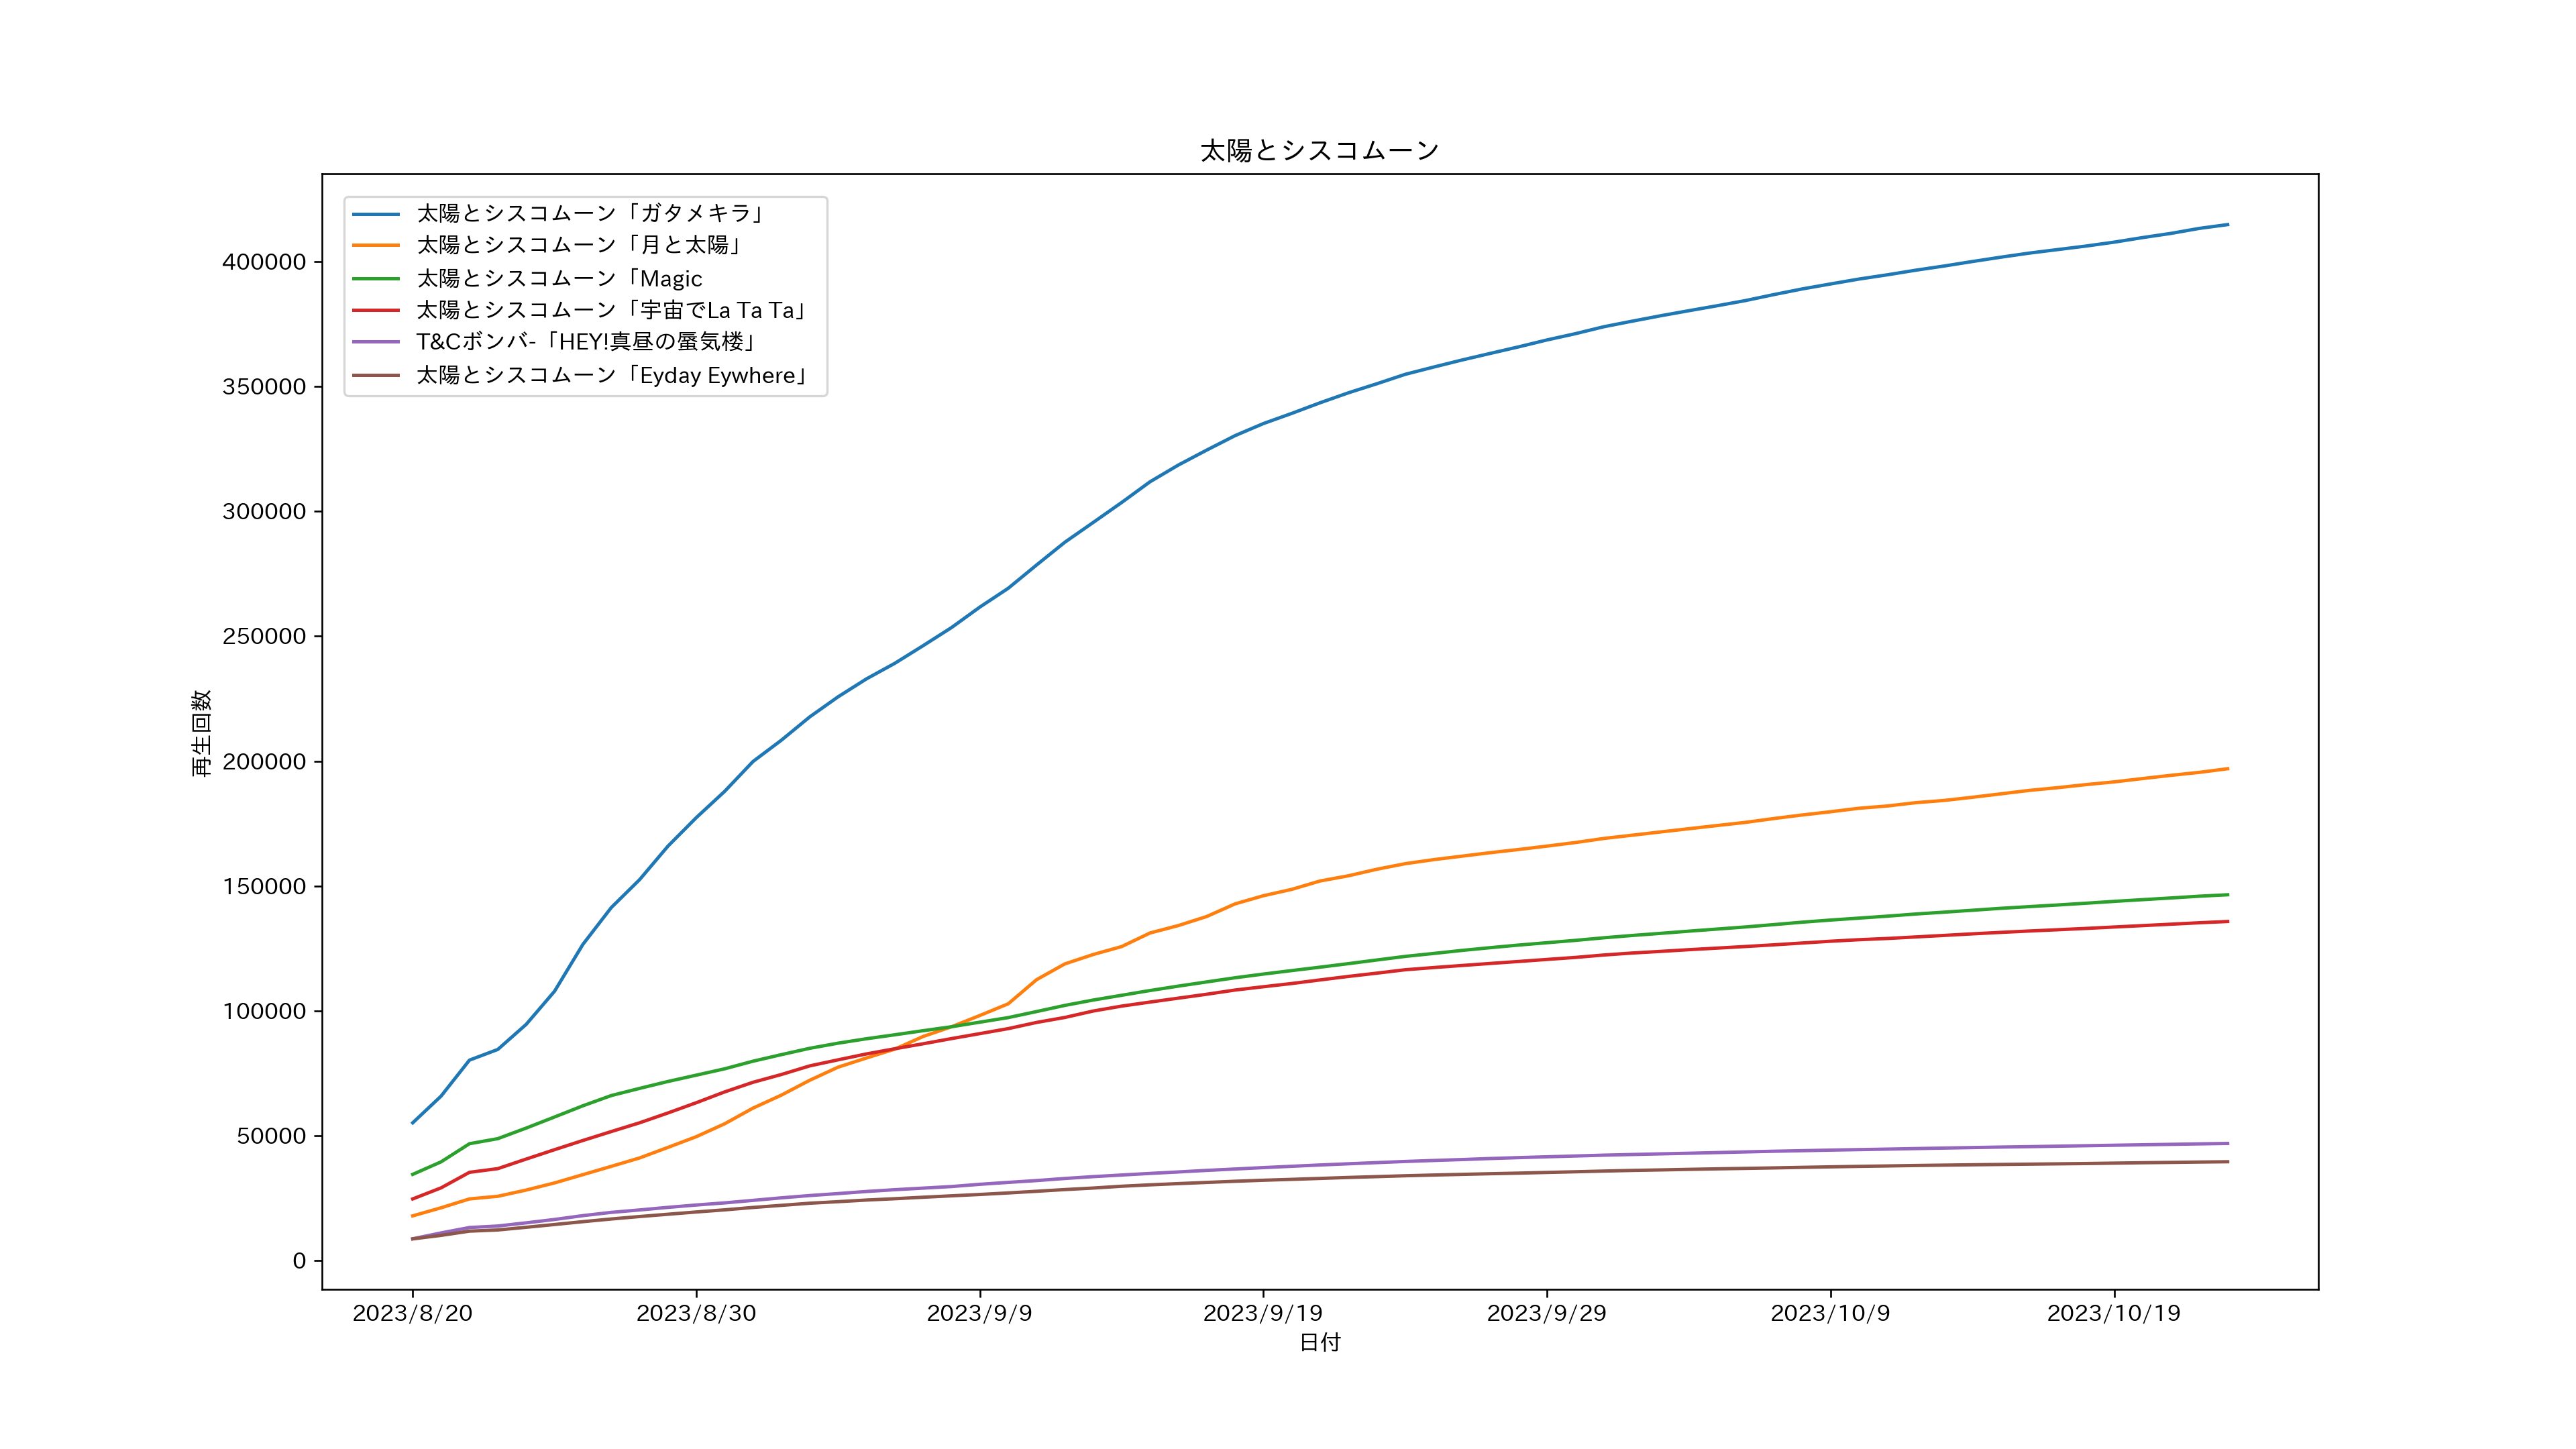 太陽とシスコムーン
太陽とシスコムーン「ガタメキラ」
太陽とシスコムーン「月と太陽」
太陽とシスコムーン「Magic
太陽とシスコムーン「宇宙でLa Ta Ta」
T&Cボンバ-「HEY!真昼の蜃気楼」
太陽とシスコムーン「Eyday Eywhere」
400000
350000
300000
250000
200000
150000
100000
50000
0
再生回数
2023/8/20 2023/8/30 2023/9/9 2023/9/19 2023/9/29 2023/10/9 2023/10/19
日付